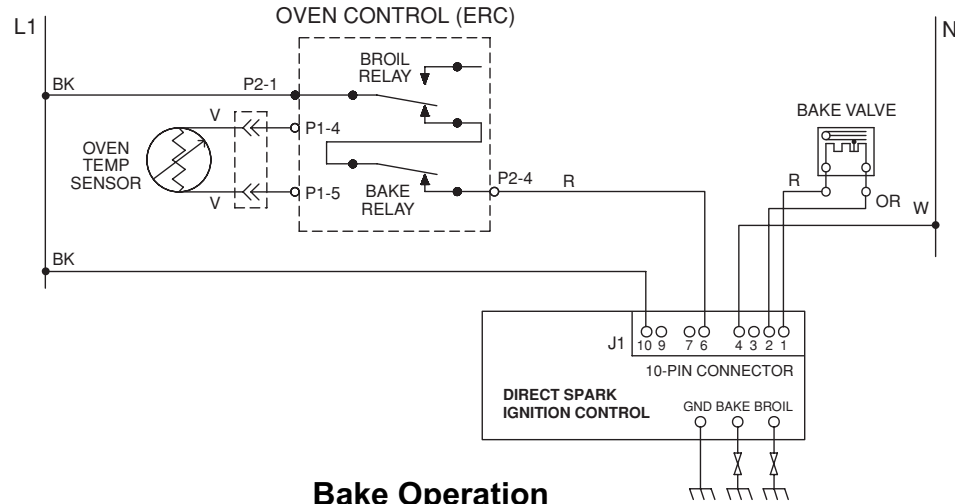 OVEN CONTROL (ERC)
L1
N
BROIL
RELAY
BK
P2-1
BAKE VALVE
V
P1-4
OVEN
TEMP
SENSOR
P1-5
V
BAKE
RELAY
P2-4
R
R
OR
W
BK
J1
10 9 7 6 4 3 2 1
10-PIN CONNECTOR
DIRECT SPARK
IGNITION CONTROL
GND BAKE BROIL
Bake Operation